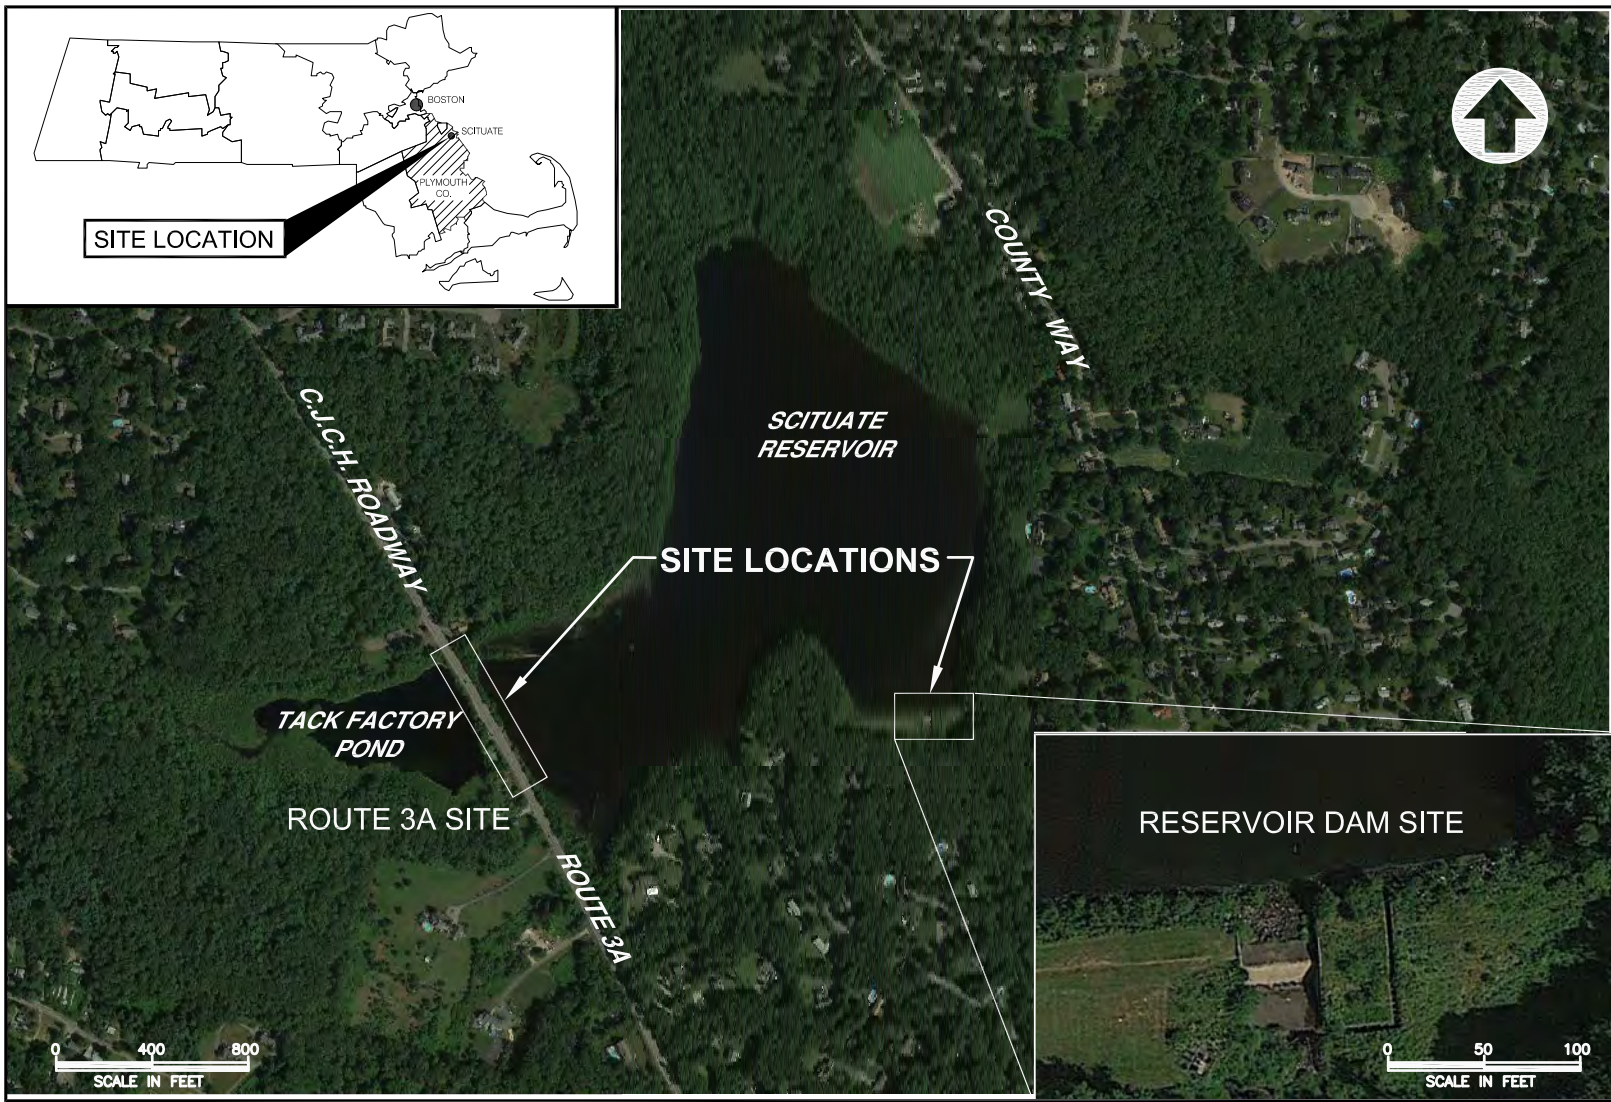 BOSTON
SCITUATE
PLYMOUTH
CO.
SITE LOCATION
COUNTY WAY
C.J.C.H. ROADWAY
SCITUATE
RESERVOIR
SITE LOCATIONS
TACK FACTORY
POND
ROUTE 3A SITE
ROUTE 3A
RESERVOIR DAM SITE
0 400 800
SCALE IN FEET
0 50 100
SCALE IN FEET